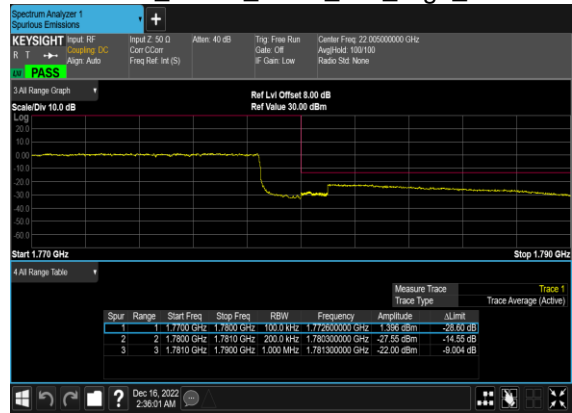 Spectrum Analyzer 1
Spurious Emissions
+
KEYSIGHT Input: RF Input Z: 50 Ω Atten: 40 dB Trig: Free Run Center Freq: 22.005000000 GHz
R T Coupling: DC Corr CCorr Gate: Off Avg|Hold: 100/100
Align: Auto Freq Ref: Int (S) IF Gain: Low Radio Std: None
PASS
3 All Range Graph
Ref Lvl Offset 8.00 dB
Scale/Div 10.0 dB Ref Value 30.00 dBm
Log
20.0
10.0
0.00
-10.0
-20.0
-30.0
-40.0
-50.0
-60.0
Start 1.770 GHz Stop 1.790 GHz
4 All Range Table
Measure Trace Trace 1
Trace Type Trace Average (Active)
Spur Range Start Freq Stop Freq RBW Frequency Amplitude ΔLimit
1 1 1.7700 GHz 1.7800 GHz 100.0 kHz 1.772600000 GHz 1.396 dBm -28.60 dB
2 2 1.7800 GHz 1.7810 GHz 200.0 kHz 1.780300000 GHz -27.55 dBm -14.55 dB
3 3 1.7810 GHz 1.7900 GHz 1.000 MHz 1.781300000 GHz -22.00 dBm -9.004 dB
? Dec 16, 2022
2:36:01 AM